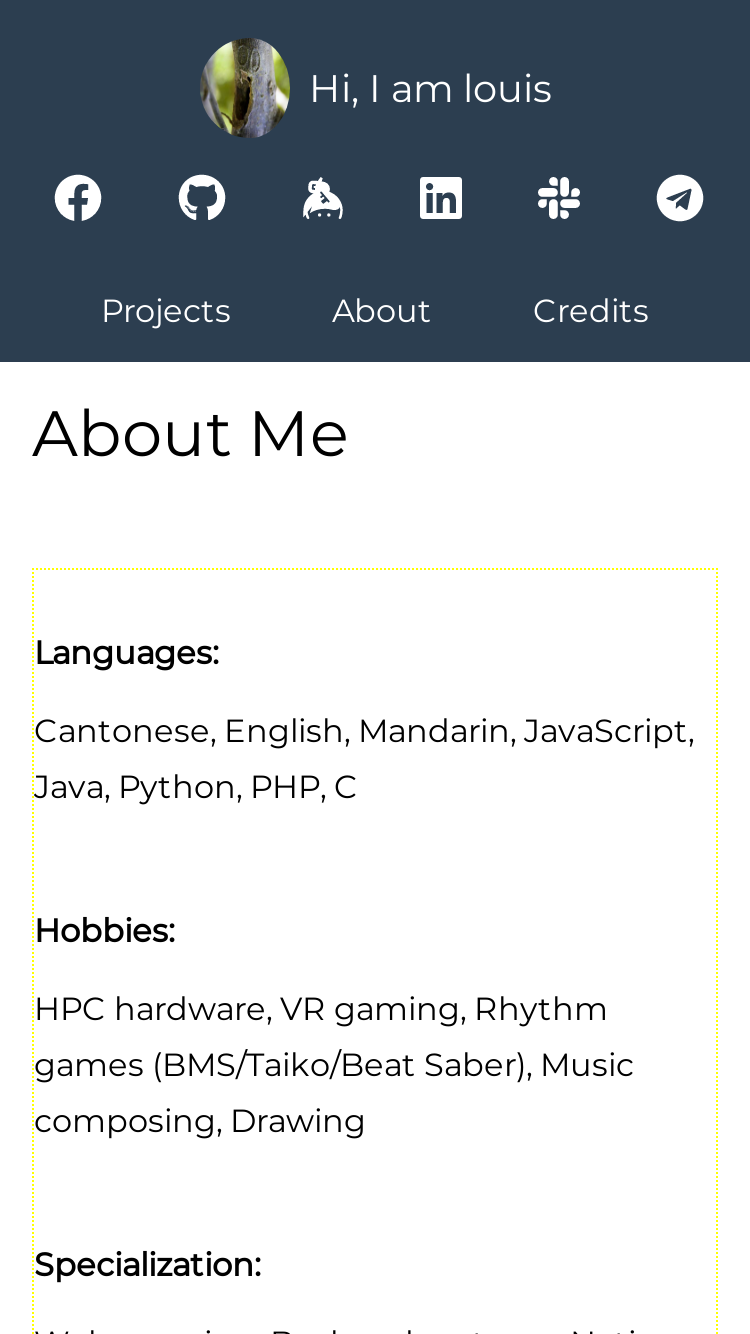 Hi, I am louis
Projects About Credits
About Me
Languages:
Cantonese, English, Mandarin, JavaScript,
Java, Python, PHP, C
Hobbies:
HPC hardware, VR gaming, Rhythm
games (BMS/Taiko/Beat Saber), Music
composing, Drawing
Specialization: